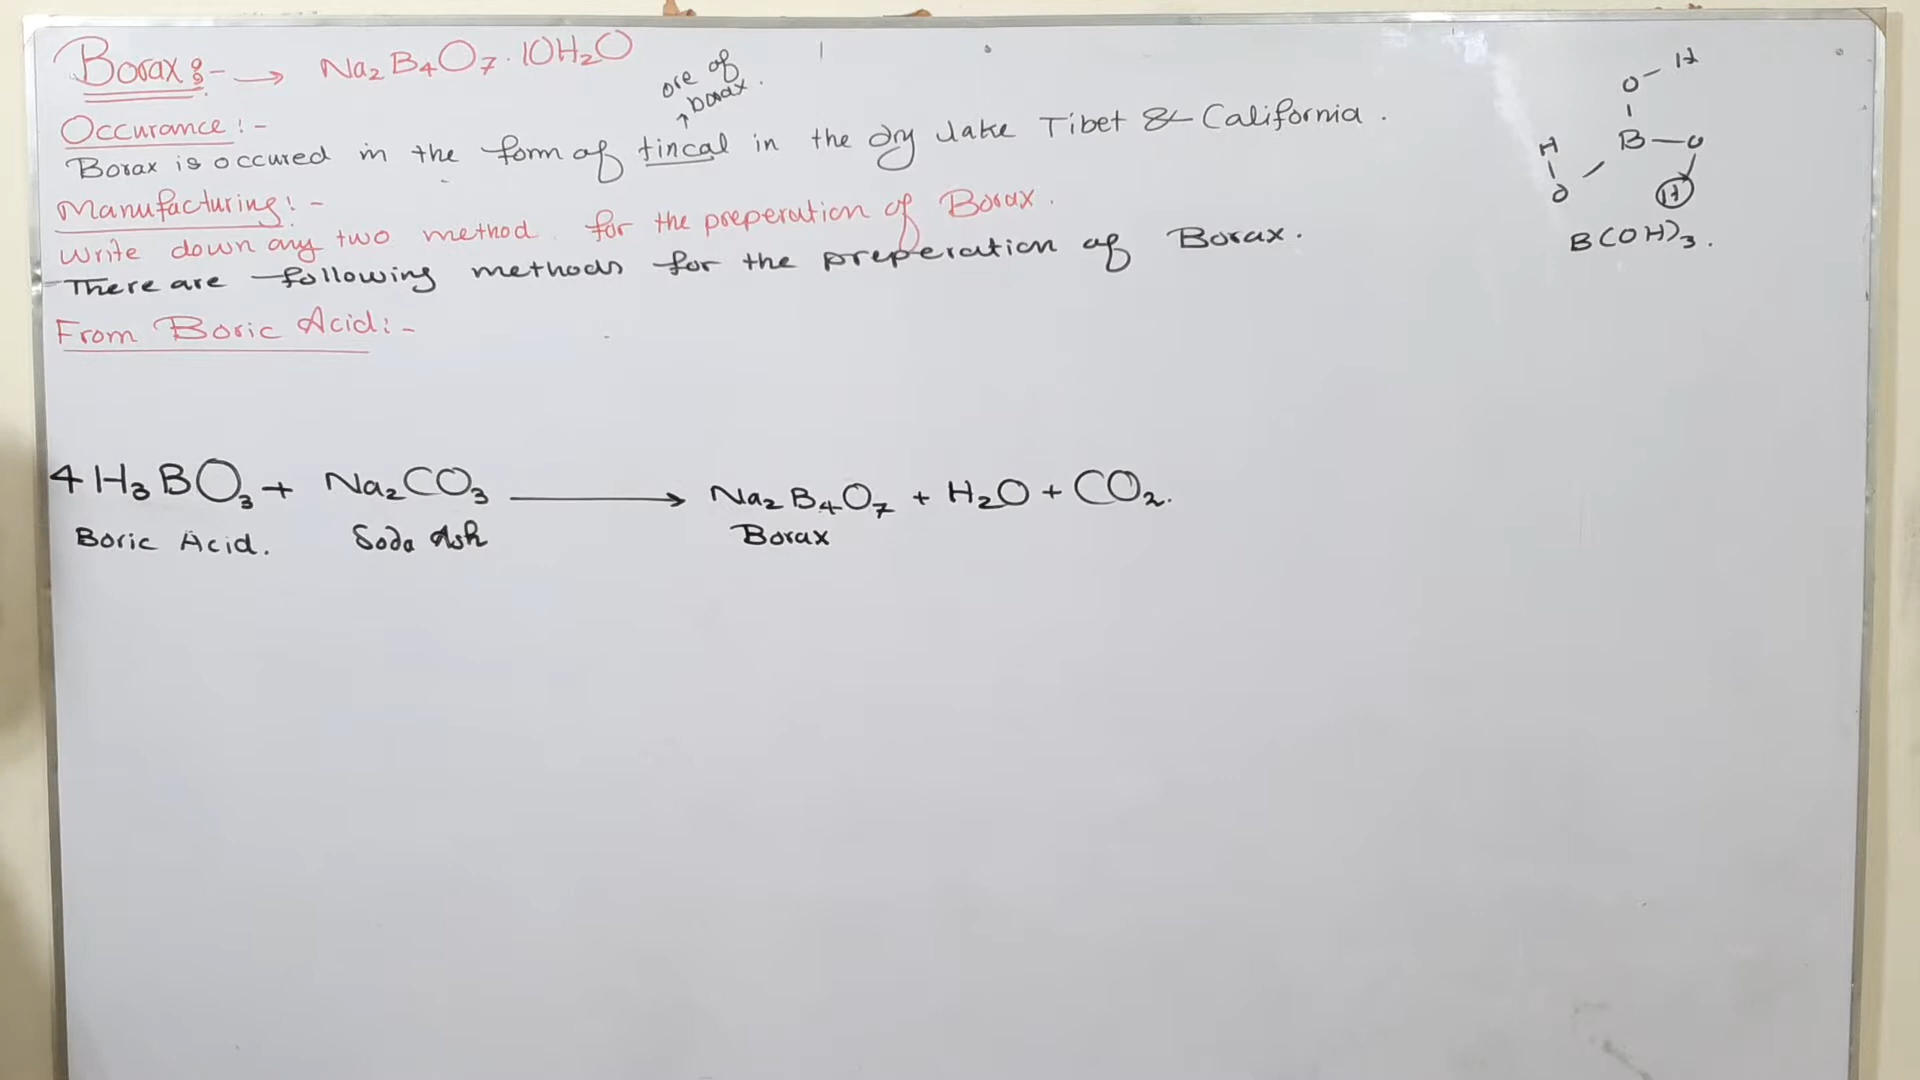 Borax :- → Na₂B₄O₇·10H₂O
ore of
borax.
Occurance :-
Borax is occured in the form of tincal in the dry lake Tibet & California.
Manufacturing :-
Write down any two method for the preperation of Borax.
There are following methods for the preperation of Borax.
From Boric Acid :-
4H₃BO₃ + Na₂CO₃ → Na₂B₄O₇ + H₂O + CO₂.
Boric Acid. Soda Ash Borax
O – H
H B – O
O H
B(OH)₃.